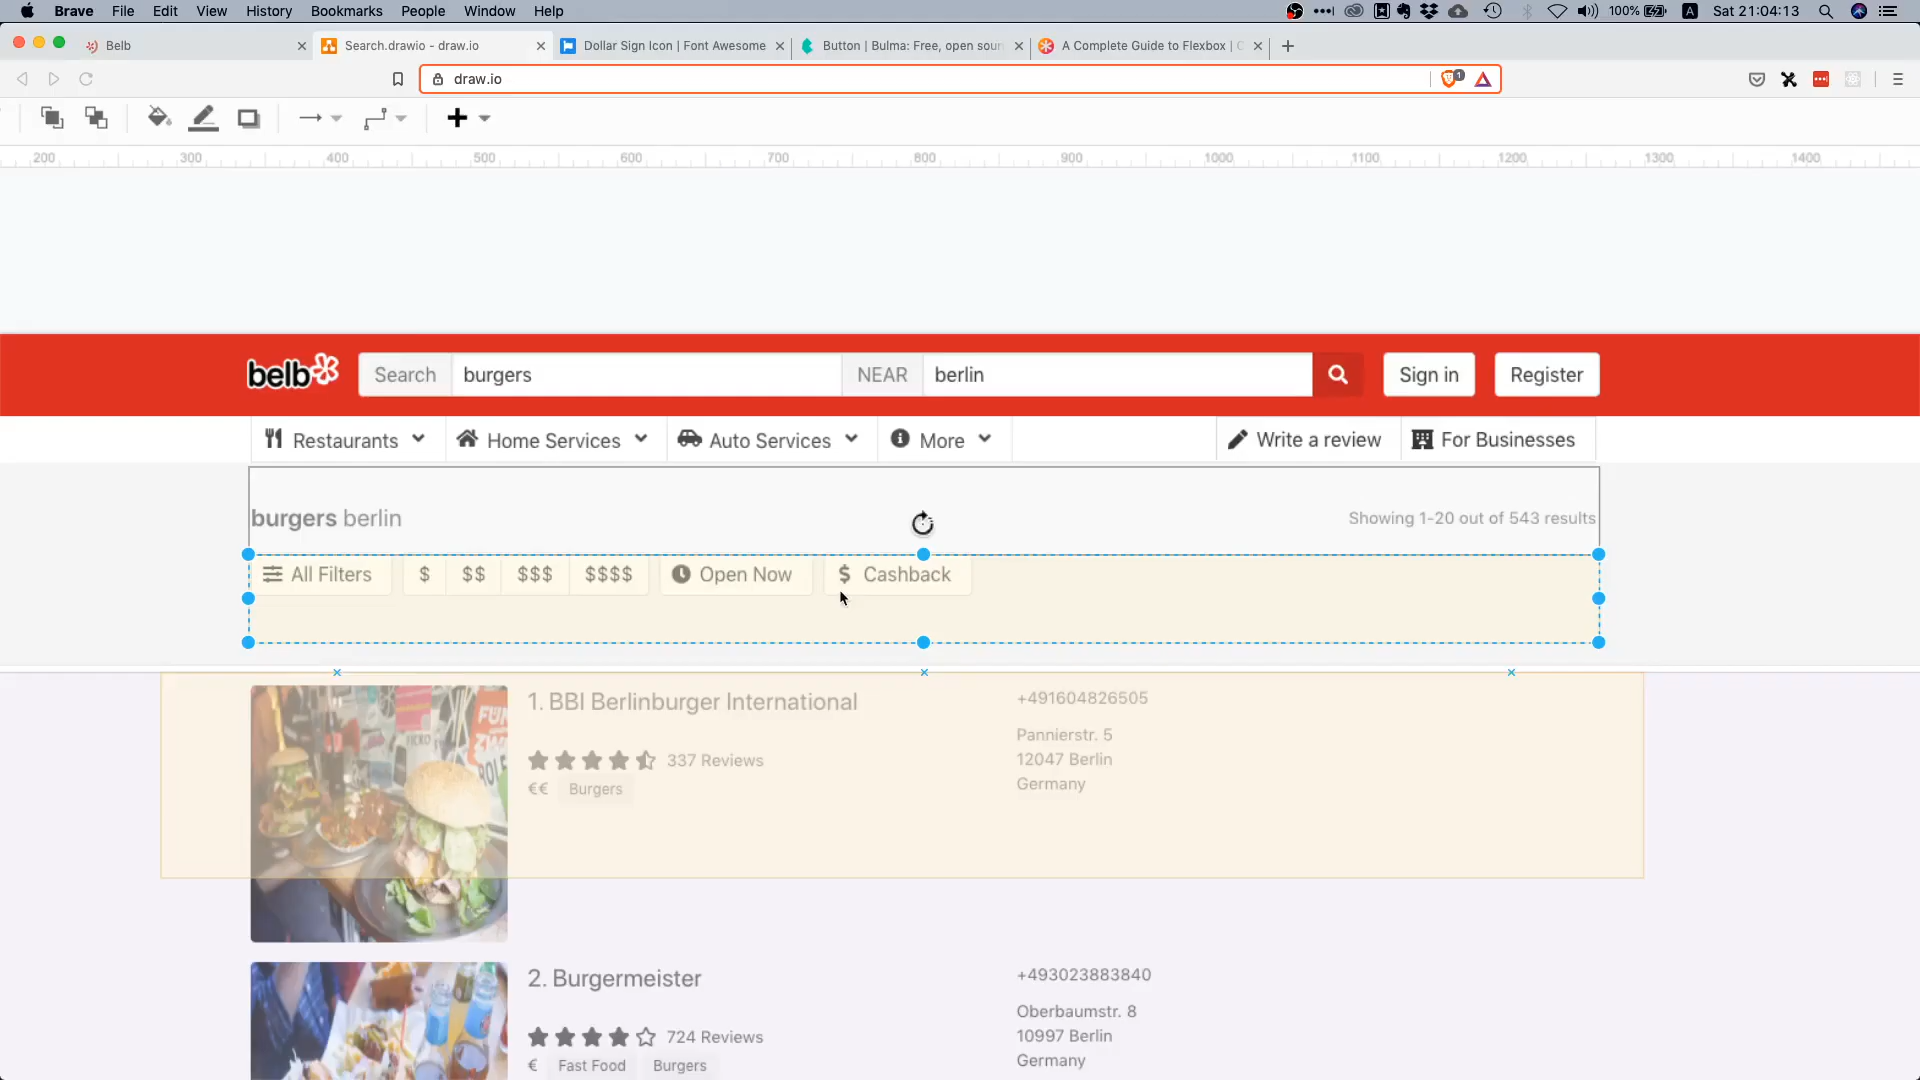 Brave File Edit View History Bookmarks People Window Help 100% A Sat 21:04:13
Belb Search.drawio - draw.io Dollar Sign Icon | Font Awesome Button | Bulma: Free, open sour A Complete Guide to Flexbox | C
draw.io 1
200 300 400 500 600 700 800 900 1000 1100 1200 1300 1400
belb Search burgers NEAR berlin Sign in Register
Restaurants Home Services Auto Services More Write a review For Businesses
burgers berlin Showing 1-20 out of 543 results
All Filters $ $$ $$$ $$$$ Open Now $ Cashback
1. BBI Berlinburger International +491604826505
Pannierstr. 5
337 Reviews 12047 Berlin
€€ Burgers Germany
2. Burgermeister +493023883840
Oberbaumstr. 8
724 Reviews 10997 Berlin
€ Fast Food Burgers Germany